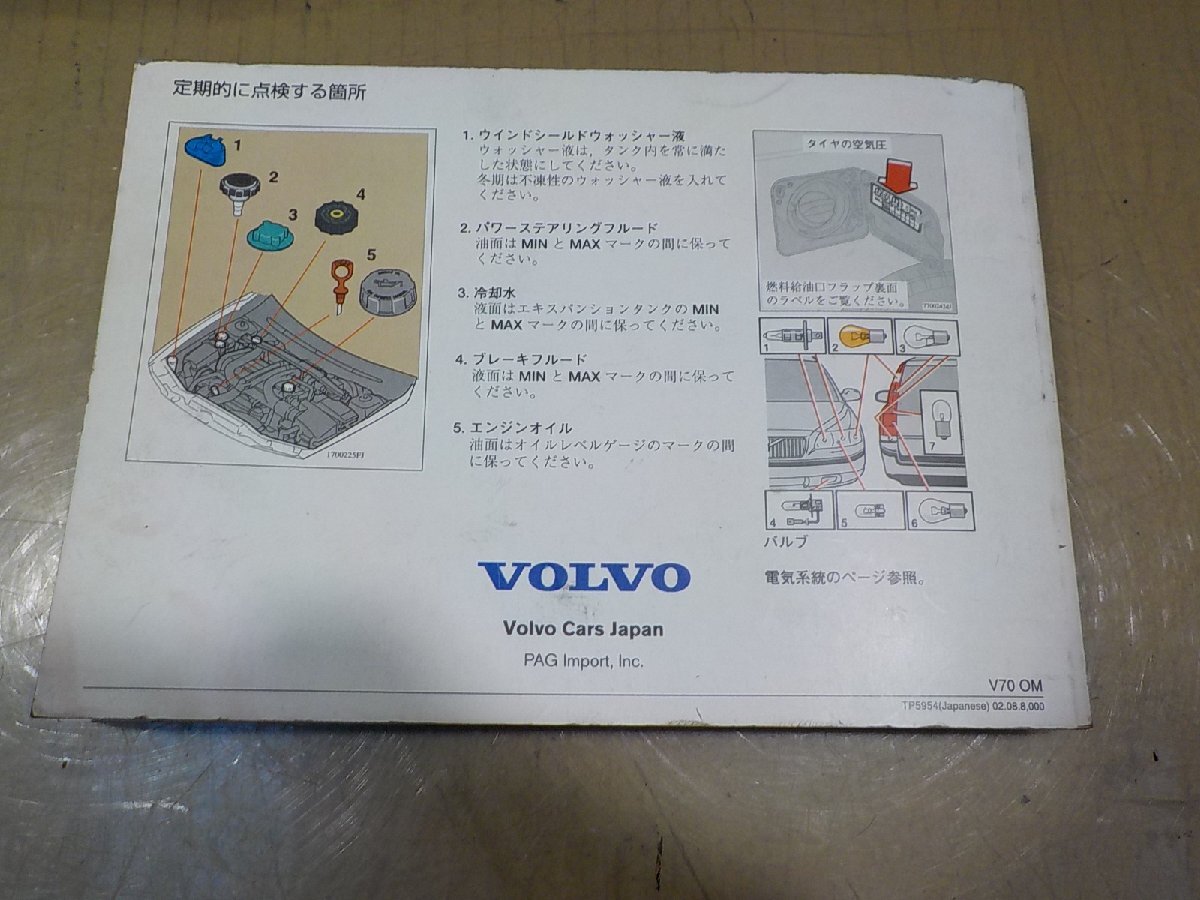 定期的に点検する箇所
1
2
3
4
5
1700225FJ
1. ウインドシールドウォッシャー液
ウォッシャー液は，タンク内を常に満た
した状態にしてください。
冬期は不凍性のウォッシャー液を入れて
ください。
2. パワーステアリングフルード
油面は MIN と MAX マークの間に保って
ください。
3. 冷却水
液面はエキスパンションタンクの MIN
と MAX マークの間に保ってください。
4. ブレーキフルード
液面は MIN と MAX マークの間に保って
ください。
5. エンジンオイル
油面はオイルレベルゲージのマークの間
に保ってください。
タイヤの空気圧
燃料給油口フラップ裏面
のラベルをご覧ください。
1
2
3
7
4
5
6
バルブ
電気系統のページ参照。
VOLVO
Volvo Cars Japan
PAG Import, Inc.
V70 OM
TP5954(Japanese) 02.08.8,000